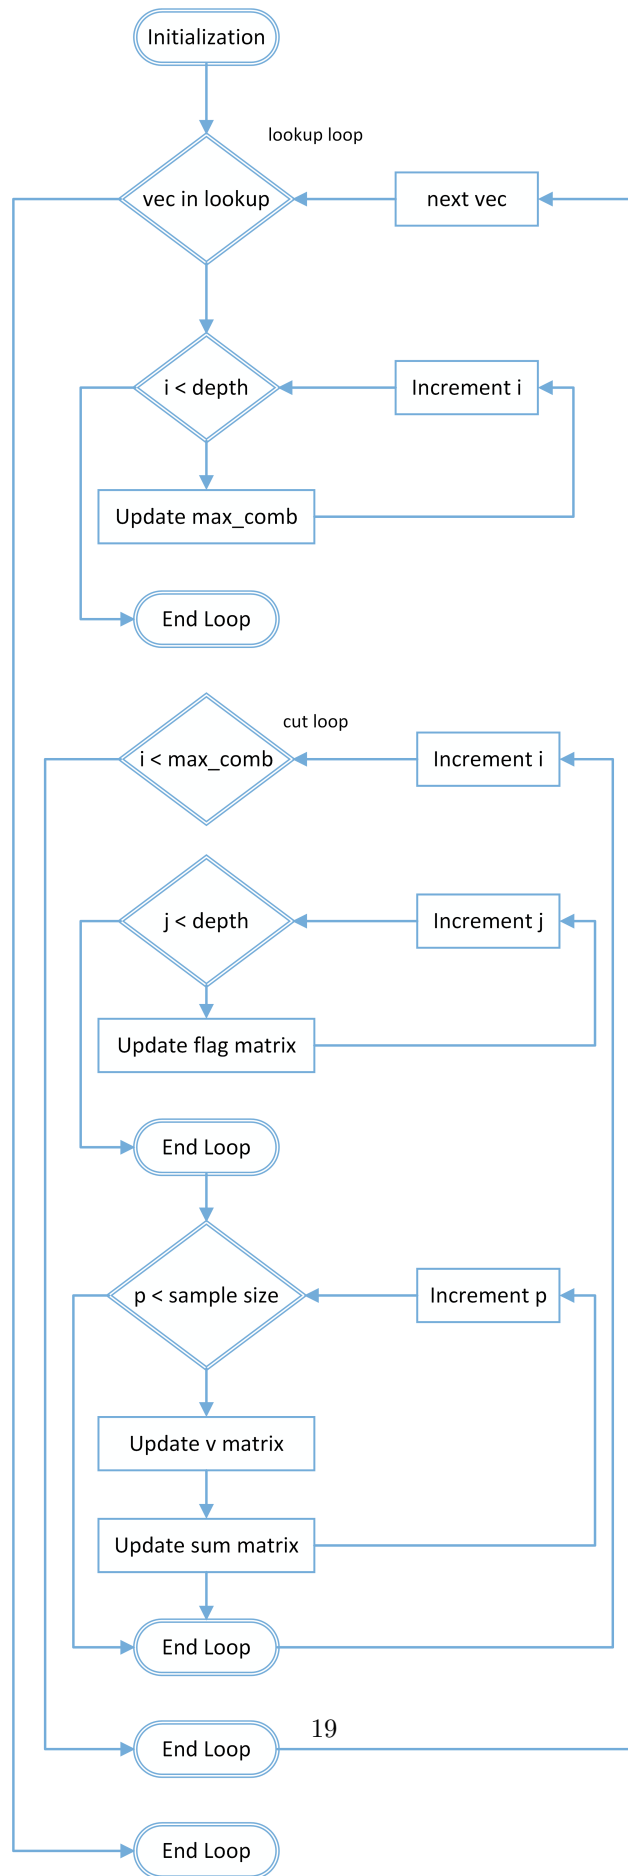 Initialization
lookup loop
vec in lookup
next vec
i < depth
Increment i
Update max_comb
End Loop
cut loop
i < max_comb
Increment i
j < depth
Increment j
Update flag matrix
End Loop
p < sample size
Increment p
Update v matrix
Update sum matrix
End Loop
19
End Loop
End Loop